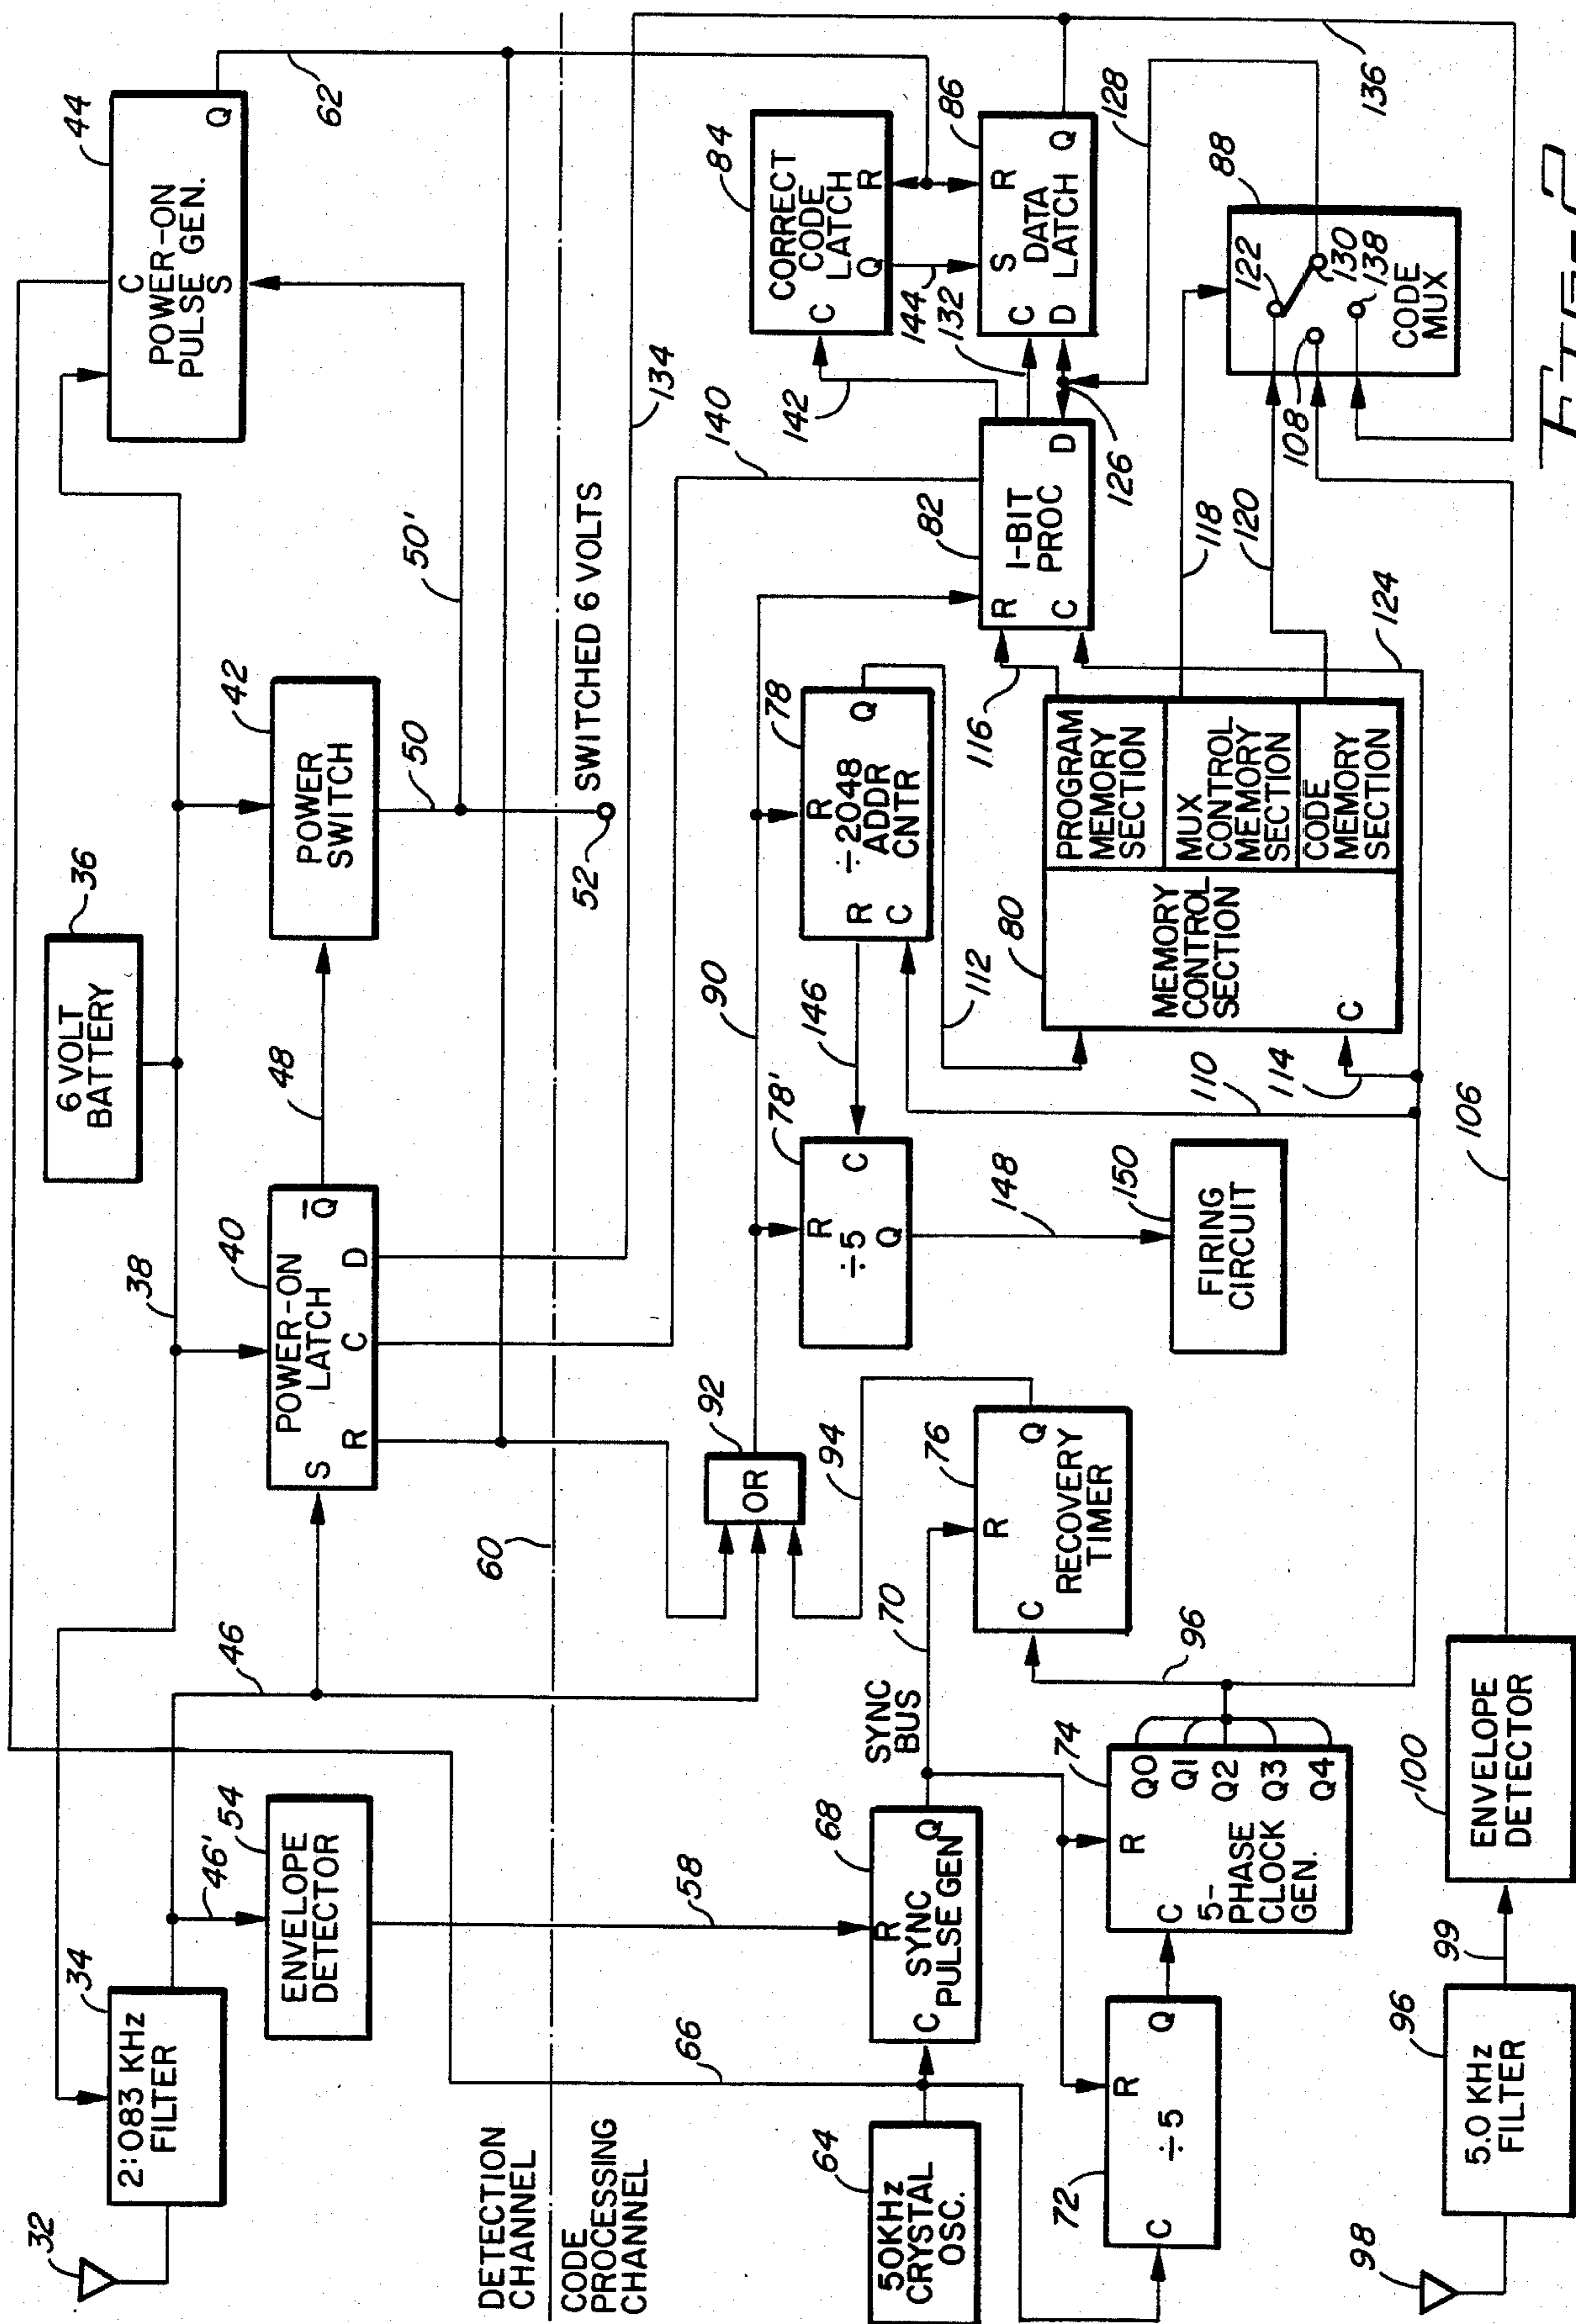 32
2:083 KHz
FILTER
34
46'
ENVELOPE
DETECTOR
54
46
38
6 VOLT
BATTERY
36
POWER-ON
LATCH
S
R
C
D
Q̅
40
48
POWER
SWITCH
42
50
50'
52
SWITCHED 6 VOLTS
C
POWER-ON
PULSE GEN.
S
Q
44
62
DETECTION
CHANNEL
60
CODE
PROCESSING
CHANNEL
58
66
134
140
50KHz
CRYSTAL
OSC.
64
R
SYNC
PULSE GEN
C
Q
68
SYNC
BUS
70
OR
92
94
90
R
÷5
Q
C
78'
146
148
FIRING
CIRCUIT
150
R
÷2048
ADDR
CNTR
R
C
Q
78
112
110
114
116
MEMORY
CONTROL
SECTION
C
80
PROGRAM
MEMORY
SECTION
MUX
CONTROL
MEMORY
SECTION
CODE
MEMORY
SECTION
118
120
124
R
1-BIT
PROC
C
D
82
142
126
132
144
CORRECT
CODE
LATCH
C
Q
R
84
S
R
DATA
LATCH
C
D
Q
86
128
136
122
130
138
108
CODE
MUX
88
R
÷5
C
Q
72
R
5-
PHASE
CLOCK
GEN.
C
Q0
Q1
Q2
Q3
Q4
74
96
R
RECOVERY
TIMER
C
Q
76
98
5.0 KHz
FILTER
96
99
ENVELOPE
DETECTOR
100
106